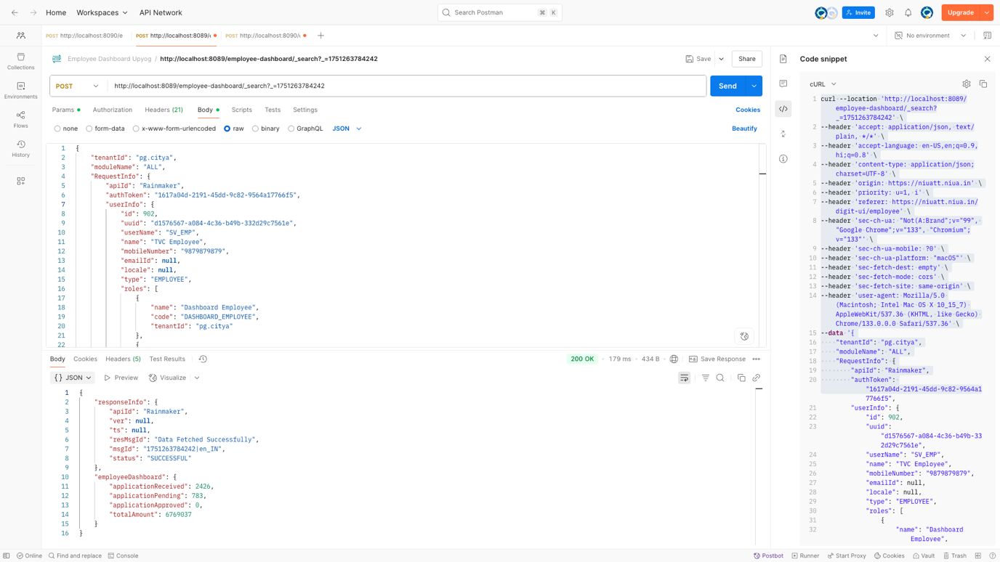 Home Workspaces API Network Search Postman ⌘ K Invite Upgrade
POST http://localhost:8090/e POST http://localhost:8089/e POST http://localhost:8090/e No environment
Employee Dashboard Upyog / http://localhost:8089/employee-dashboard/_search?_=1751263784242 Save Share
Code snippet
Collections
Environments
Flows
History
POST http://localhost:8089/employee-dashboard/_search?_=1751263784242 Send
Params Authorization Headers (21) Body Scripts Tests Settings Cookies
none form-data x-www-form-urlencoded raw binary GraphQL JSON Beautify
1 {
2 "tenantId": "pg.citya",
3 "moduleName": "ALL",
4 "RequestInfo": {
5 "apiId": "Rainmaker",
6 "authToken": "1617a04d-2191-45dd-9c82-9564a17766f5",
7 "userInfo": {
8 "id": 902,
9 "uuid": "d1576567-a084-4c36-b49b-332d29c7561e",
10 "userName": "SV_EMP",
11 "name": "TVC Employee",
12 "mobileNumber": "9879879879",
13 "emailId": null,
14 "locale": null,
15 "type": "EMPLOYEE",
16 "roles": [
17 {
18 "name": "Dashboard Employee",
19 "code": "DASHBOARD_EMPLOYEE",
20 "tenantId": "pg.citya"
21 },
22 {
Body Cookies Headers (5) Test Results 200 OK 179 ms 434 B Save Response
{} JSON Preview Visualize
1 {
2 "responseInfo": {
3 "apiId": "Rainmaker",
4 "ver": null,
5 "ts": null,
6 "resMsgId": "Data Fetched Successfully",
7 "msgId": "1751263784242|en_IN",
8 "status": "SUCCESSFUL"
9 },
10 "employeeDashboard": {
11 "applicationReceived": 2426,
12 "applicationPending": 783,
13 "applicationApproved": 0,
14 "totalAmount": 6769037
15 }
16 }
cURL
1 curl --location 'http://localhost:8089/
employee-dashboard/_search?
_=1751263784242' \
2 --header 'accept: application/json, text/
plain, */*' \
3 --header 'accept-language: en-US,en;q=0.9,
hi;q=0.8' \
4 --header 'content-type: application/json;
charset=UTF-8' \
5 --header 'origin: https://niuatt.niua.in' \
6 --header 'priority: u=1, i' \
7 --header 'referer: https://niuatt.niua.in/
digit-ui/employee' \
8 --header 'sec-ch-ua: "Not(A:Brand";v="99",
"Google Chrome";v="133", "Chromium";
v="133"' \
9 --header 'sec-ch-ua-mobile: ?0' \
10 --header 'sec-ch-ua-platform: "macOS"' \
11 --header 'sec-fetch-dest: empty' \
12 --header 'sec-fetch-mode: cors' \
13 --header 'sec-fetch-site: same-origin' \
14 --header 'user-agent: Mozilla/5.0
(Macintosh; Intel Mac OS X 10_15_7)
AppleWebKit/537.36 (KHTML, like Gecko)
Chrome/133.0.0.0 Safari/537.36' \
15 --data '{
16 "tenantId": "pg.citya",
17 "moduleName": "ALL",
18 "RequestInfo": {
19 "apiId": "Rainmaker",
20 "authToken":
"1617a04d-2191-45dd-9c82-9564a1
7766f5",
21 "userInfo": {
22 "id": 902,
23 "uuid":
"d1576567-a084-4c36-b49b-33
2d29c7561e",
24 "userName": "SV_EMP",
25 "name": "TVC Employee",
26 "mobileNumber": "9879879879",
27 "emailId": null,
28 "locale": null,
29 "type": "EMPLOYEE",
30 "roles": [
31 {
32 "name": "Dashboard
Employee",
Online Find and replace Console Postbot Runner Start Proxy Cookies Vault Trash